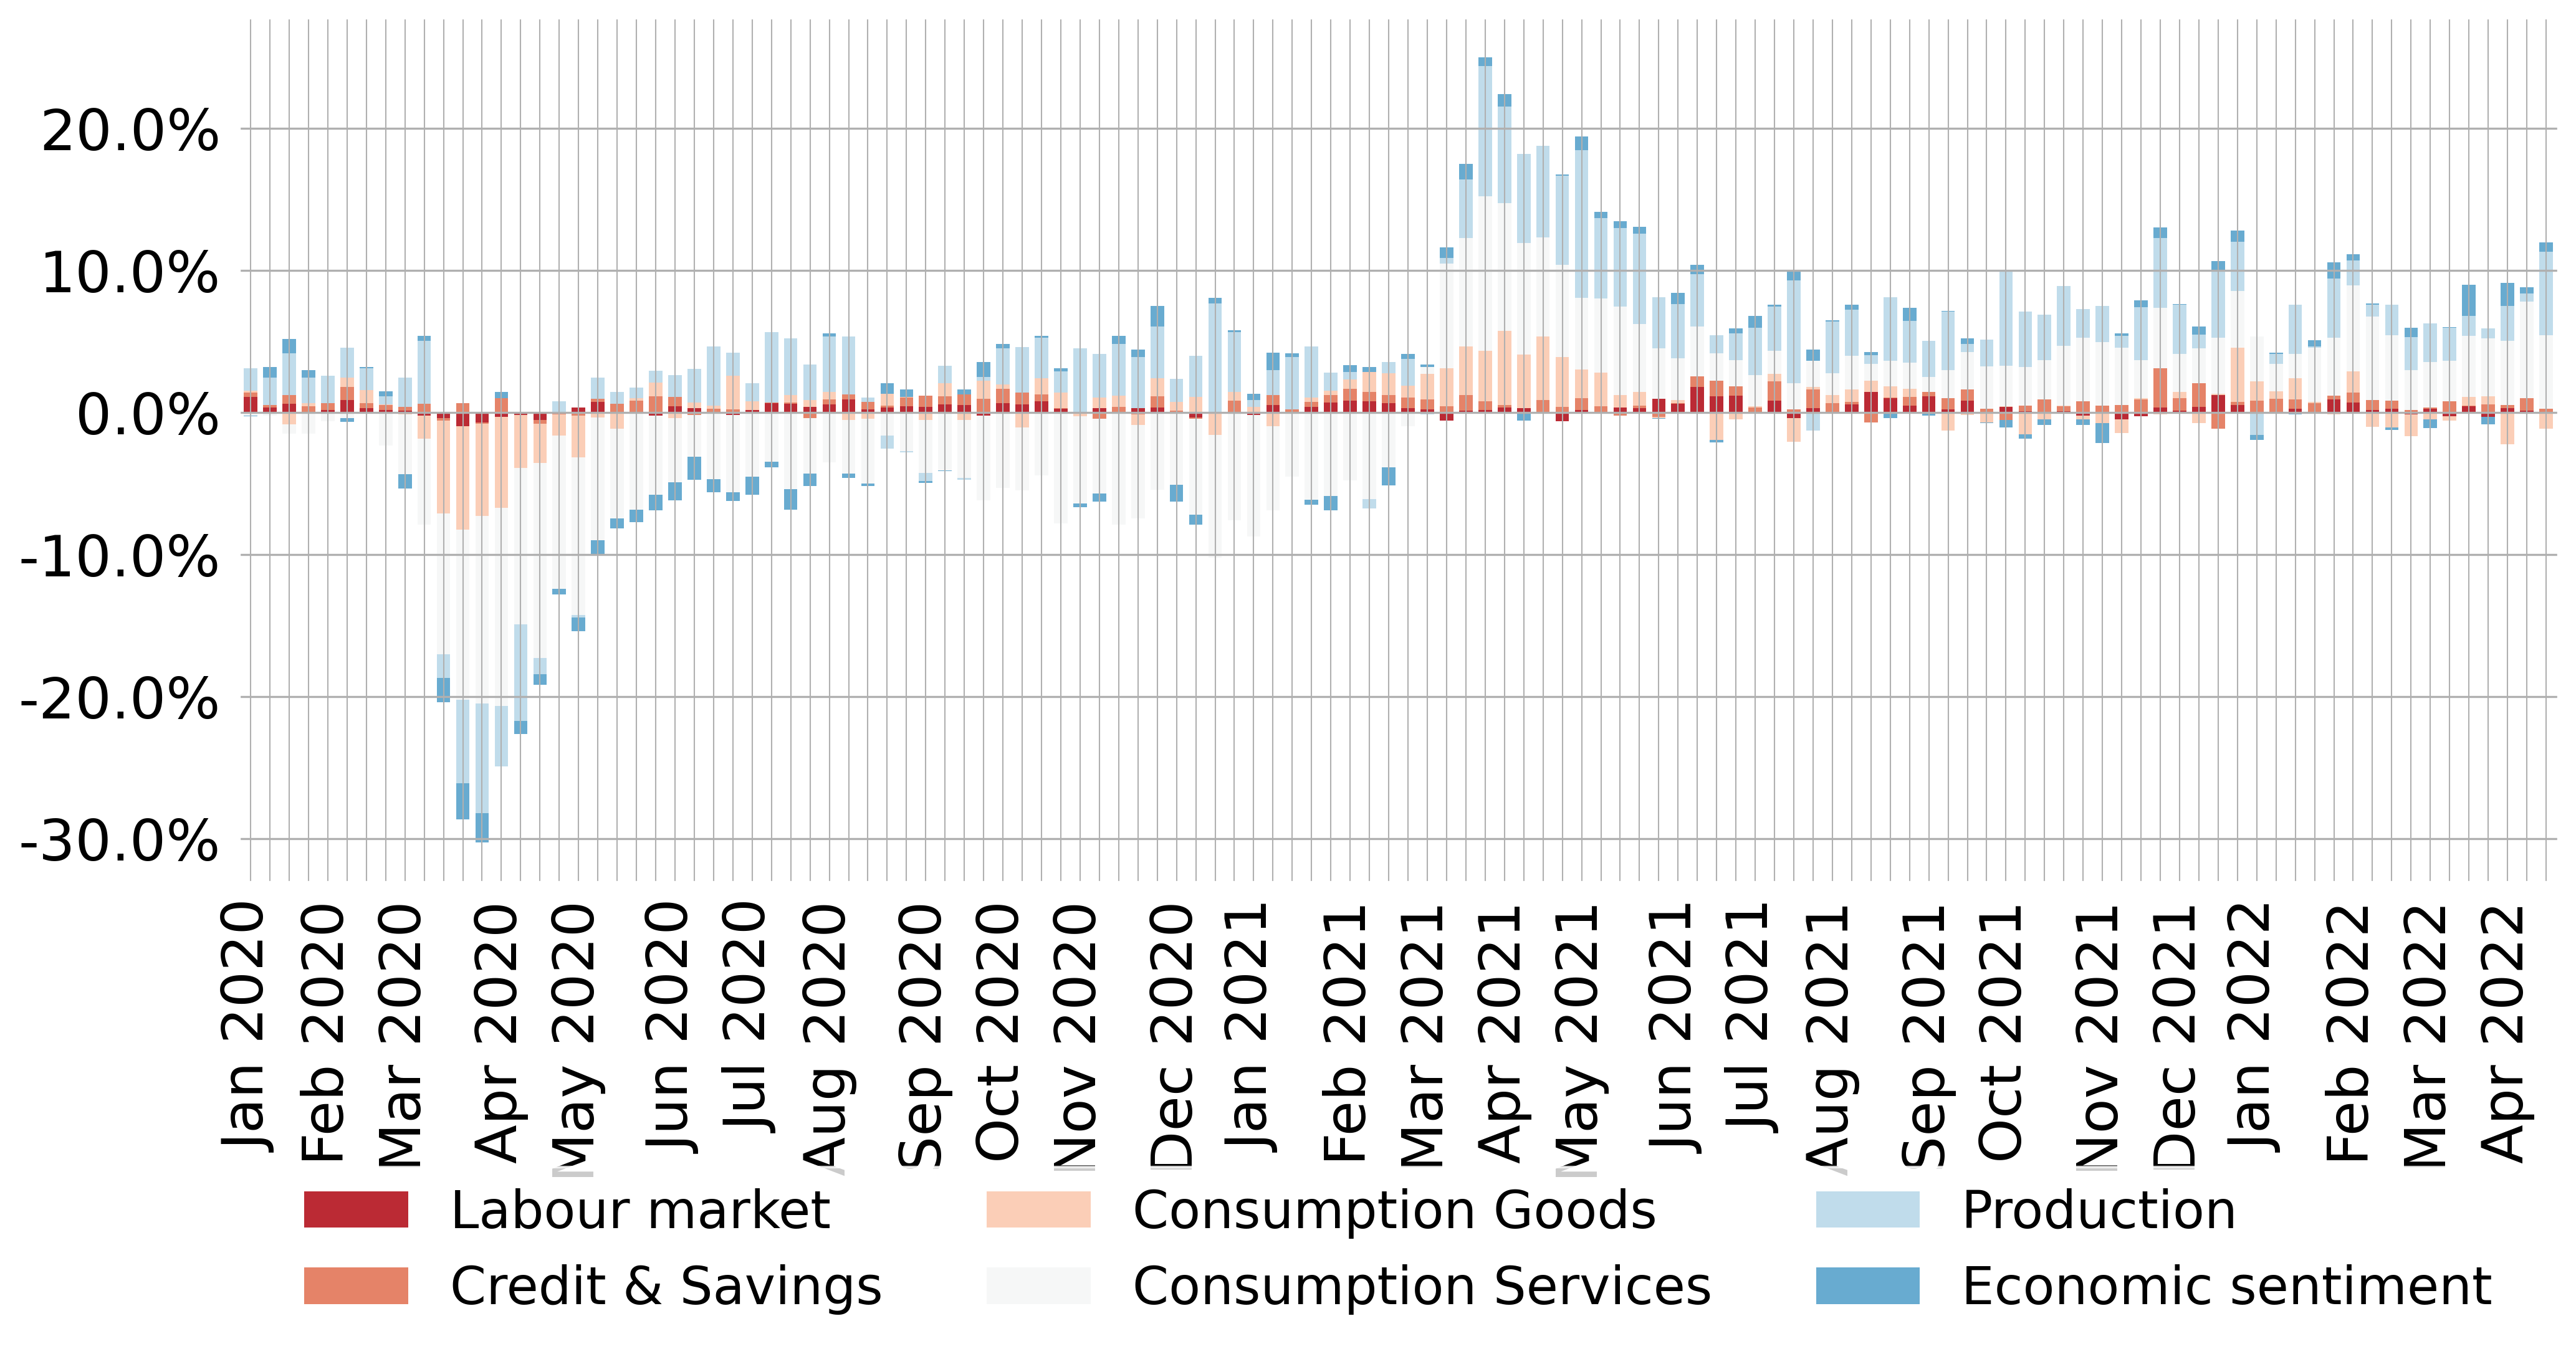 20.0%
10.0%
0.0%
-10.0%
-20.0%
-30.0%
Jan 2020
Feb 2020
Mar 2020
Apr 2020
May 2020
Jun 2020
Jul 2020
Aug 2020
Sep 2020
Oct 2020
Nov 2020
Dec 2020
Jan 2021
Feb 2021
Mar 2021
Apr 2021
May 2021
Jun 2021
Jul 2021
Aug 2021
Sep 2021
Oct 2021
Nov 2021
Dec 2021
Jan 2022
Feb 2022
Mar 2022
Apr 2022
Labour market
Consumption Goods
Production
Credit & Savings
Consumption Services
Economic sentiment